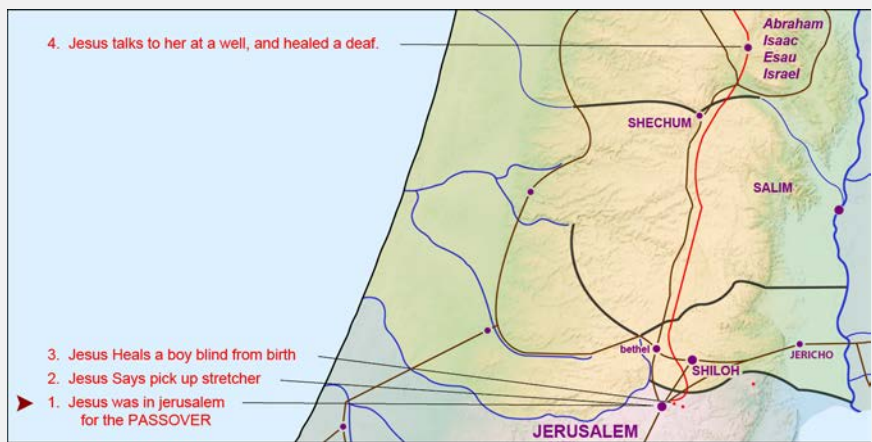 4. Jesus talks to her at a well, and healed a deaf.
Abraham
Isaac
Esau
Israel
SHECHUM
SALIM
3. Jesus Heals a boy blind from birth
bethel
JERICHO
SHILOH
2. Jesus Says pick up stretcher
1. Jesus was in jerusalem
for the PASSOVER
JERUSALEM